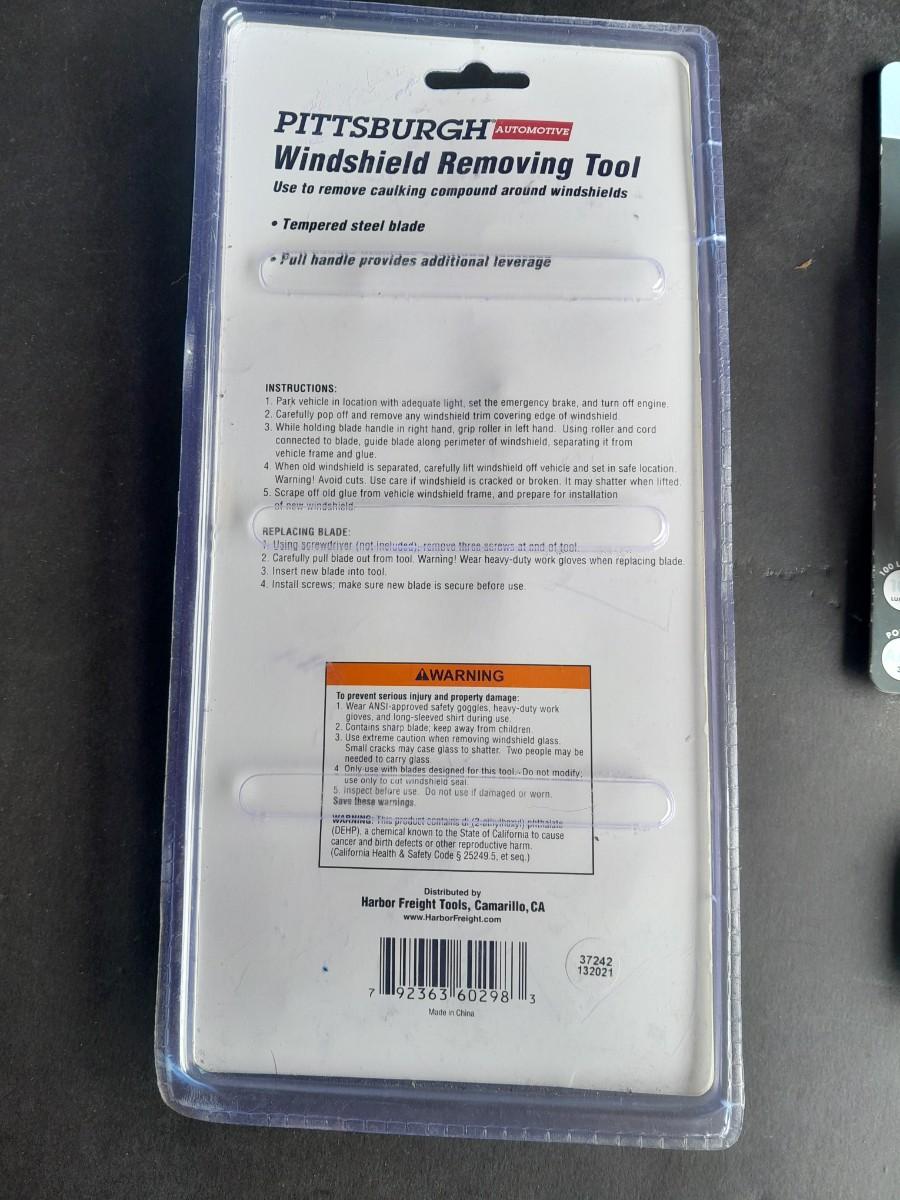 PITTSBURGH AUTOMOTIVE
Windshield Removing Tool
Use to remove caulking compound around windshields
• Tempered steel blade
• Pull handle provides additional leverage
INSTRUCTIONS:
1. Park vehicle in location with adequate light, set the emergency brake, and turn off engine.
2. Carefully pop off and remove any windshield trim covering edge of windshield.
3. While holding blade handle in right hand, grip roller in left hand. Using roller and cord
connected to blade, guide blade along perimeter of windshield, separating it from
vehicle frame and glue.
4 When old windshield is separated, carefully lift windshield off vehicle and set in safe location.
Warning! Avoid cuts. Use care if windshield is cracked or broken. It may shatter when lifted.
5. Scrape off old glue from vehicle windshield frame, and prepare for installation
of new windshield.
REPLACING BLADE:
1. Using screwdriver (not included), remove three screws at end of tool.
2. Carefully pull blade out from tool. Warning! Wear heavy-duty work gloves when replacing blade.
3. Insert new blade into tool.
4. Install screws; make sure new blade is secure before use.
⚠WARNING
To prevent serious injury and property damage:
1. Wear ANSI-approved safety goggles, heavy-duty work
gloves, and long-sleeved shirt during use.
2. Contains sharp blade; keep away from children.
3. Use extreme caution when removing windshield glass.
Small cracks may case glass to shatter. Two people may be
needed to carry glass.
4 Only use with blades designed for this tool. Do not modify;
use only to cut windshield seal.
5. Inspect before use. Do not use if damaged or worn.
Save these warnings.
WARNING: This product contains di (2-ethylhexyl) phthalate
(DEHP), a chemical known to the State of California to cause
cancer and birth defects or other reproductive harm.
(California Health & Safety Code § 25249.5, et seq.)
Distributed by
Harbor Freight Tools, Camarillo, CA
www.HarborFreight.com
7 92363 60298 3
Made in China
37242
132021
100 L
PO